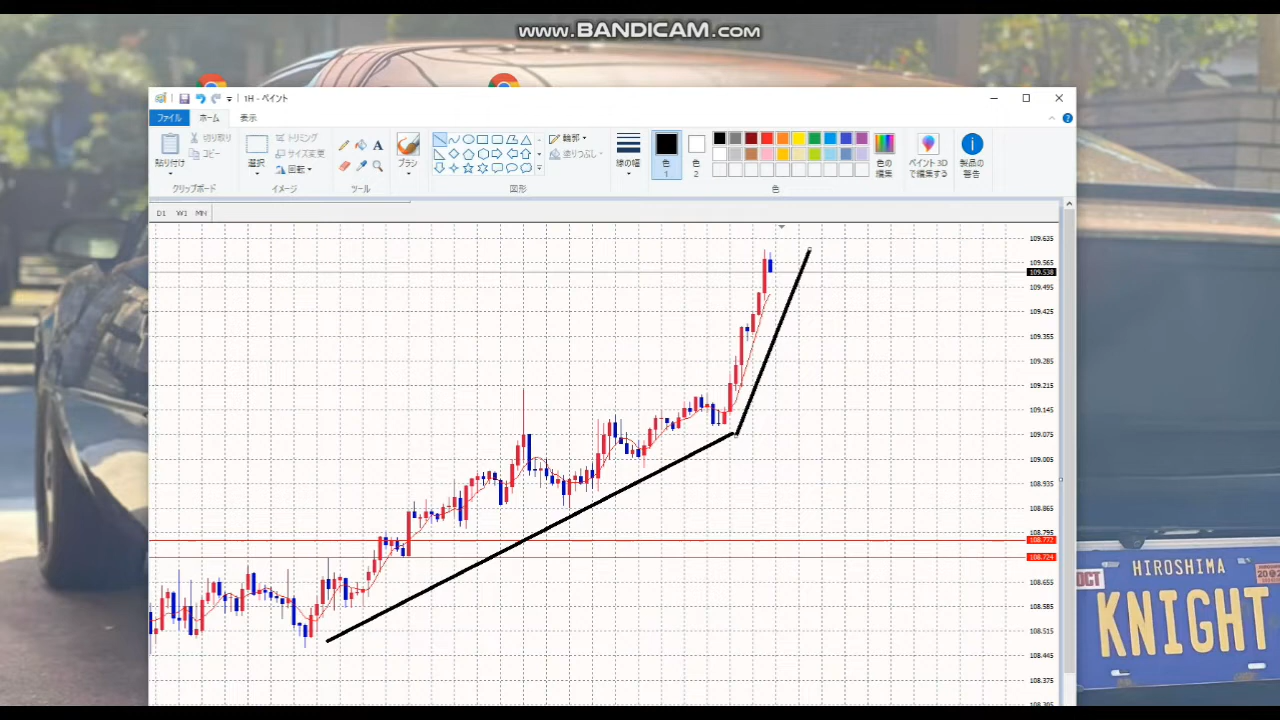 www.BANDICAM.com
1H - ペイント
ファイル ホーム 表示
貼り付け
切り取り
コピー
クリップボード
選択
トリミング
サイズ変更
回転
イメージ
A
ツール
ブラシ
輪郭
塗りつぶし
図形
線の幅
色
1
色
2
色の
編集
色
ペイント 3D
で編集する
製品の
警告
D1 W1 MN
109.635
109.565
109.538
109.495
109.425
109.355
109.285
109.215
109.145
109.075
109.005
108.935
108.865
108.795
108.772
108.724
108.655
108.585
108.515
108.445
108.375
108.305
OCT
HIROSHIMA
KNIGHT